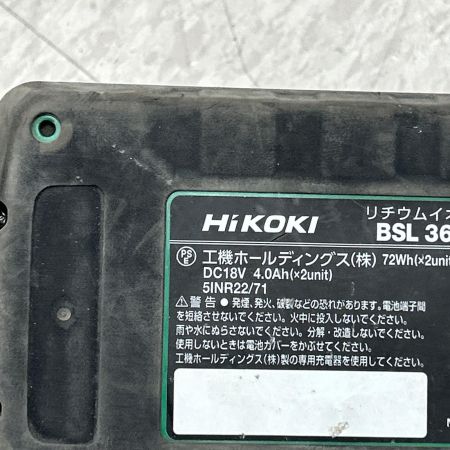 HiKOKI
リチウムイオ
BSL 36
PS E 工機ホールディングス(株) 72Wh(×2unit)
DC18V 4.0Ah(×2unit)
5INR22/71
⚠警告 ● 発煙、発火、破裂などの恐れがあります。電池端子間
を短絡させないでください。火中に投入しないでください。
雨や水にぬらさないでください。分解・改造しないでください。
使用しないときは電池カバーをかぶせてください。
工機ホールディングス(株)製の専用充電器を使用してください。